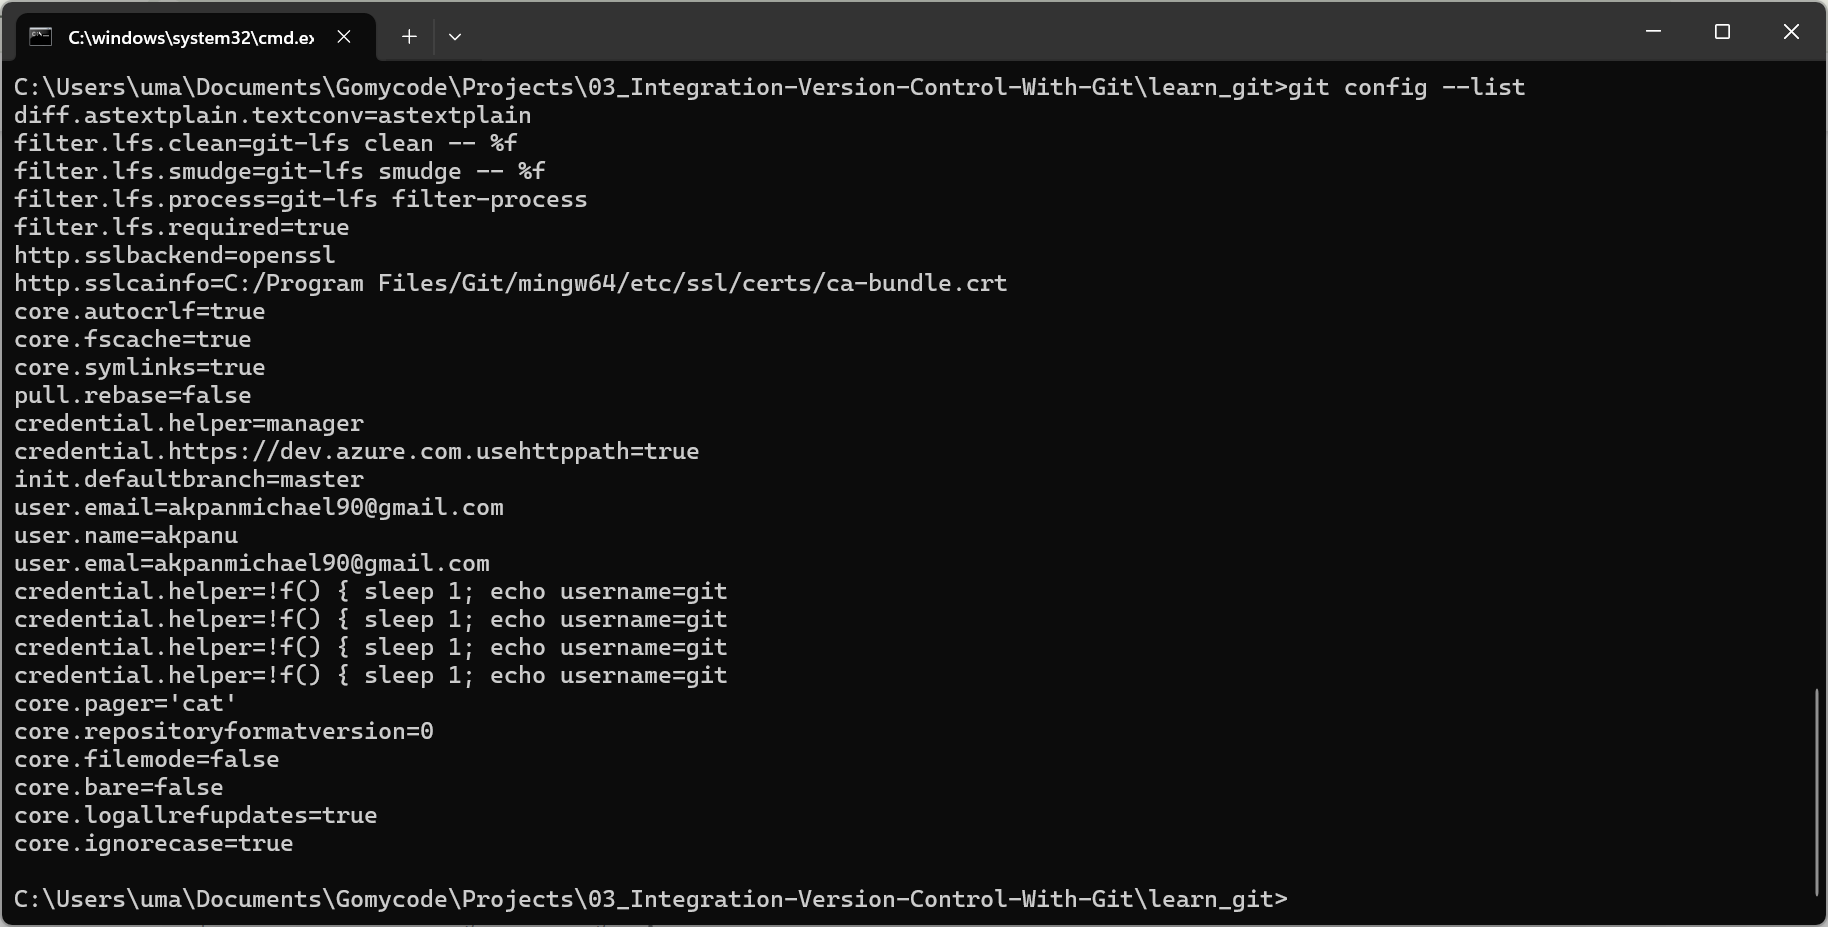 C:\windows\system32\cmd.ex
C:\Users\uma\Documents\Gomycode\Projects\03_Integration-Version-Control-With-Git\learn_git>git config --list
diff.astextplain.textconv=astextplain
filter.lfs.clean=git-lfs clean -- %f
filter.lfs.smudge=git-lfs smudge -- %f
filter.lfs.process=git-lfs filter-process
filter.lfs.required=true
http.sslbackend=openssl
http.sslcainfo=C:/Program Files/Git/mingw64/etc/ssl/certs/ca-bundle.crt
core.autocrlf=true
core.fscache=true
core.symlinks=true
pull.rebase=false
credential.helper=manager
credential.https://dev.azure.com.usehttppath=true
init.defaultbranch=master
user.email=akpanmichael90@gmail.com
user.name=akpanu
user.emal=akpanmichael90@gmail.com
credential.helper=!f() { sleep 1; echo username=git
credential.helper=!f() { sleep 1; echo username=git
credential.helper=!f() { sleep 1; echo username=git
credential.helper=!f() { sleep 1; echo username=git
core.pager='cat'
core.repositoryformatversion=0
core.filemode=false
core.bare=false
core.logallrefupdates=true
core.ignorecase=true
C:\Users\uma\Documents\Gomycode\Projects\03_Integration-Version-Control-With-Git\learn_git>